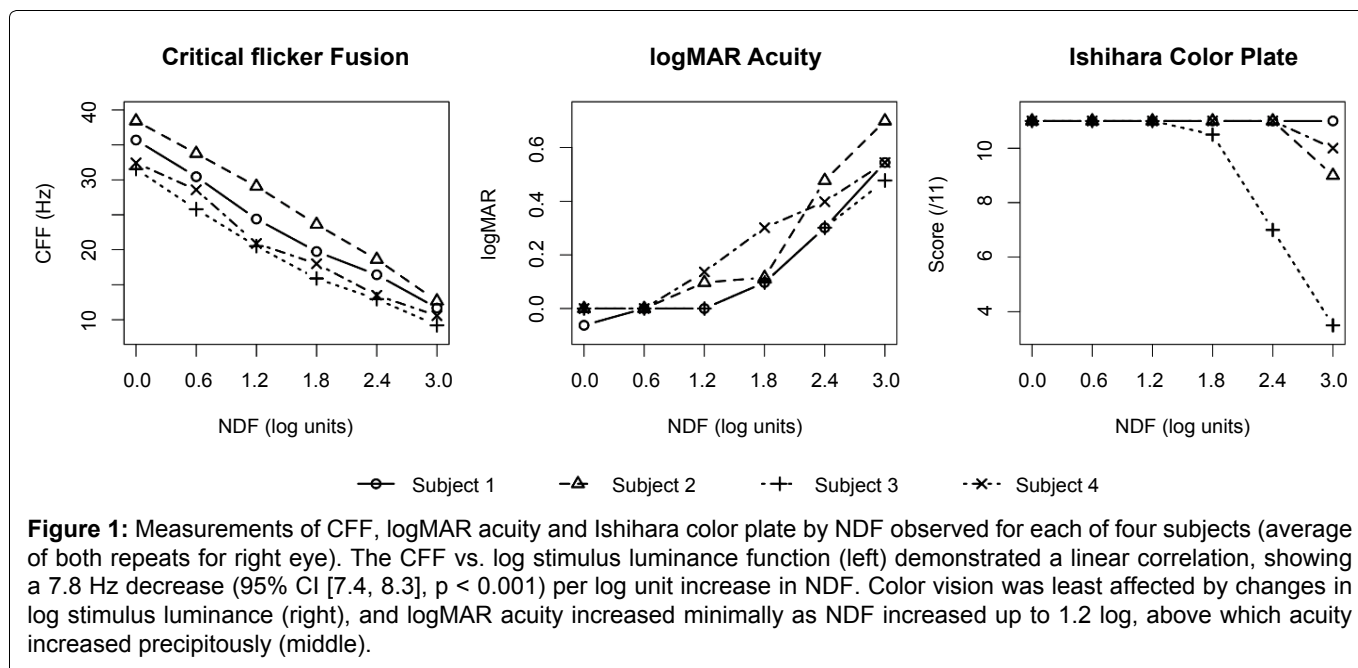 Critical flicker Fusion
logMAR Acuity
Ishihara Color Plate
CFF (Hz)
40
30
20
10
0.0 0.6 1.2 1.8 2.4 3.0
NDF (log units)
logMAR
0.6
0.4
0.2
0.0
0.0 0.6 1.2 1.8 2.4 3.0
NDF (log units)
Score (/11)
10
8
6
4
0.0 0.6 1.2 1.8 2.4 3.0
NDF (log units)
Subject 1 Subject 2 Subject 3 Subject 4
Figure 1: Measurements of CFF, logMAR acuity and Ishihara color plate by NDF observed for each of four subjects (average
of both repeats for right eye). The CFF vs. log stimulus luminance function (left) demonstrated a linear correlation, showing
a 7.8 Hz decrease (95% CI [7.4, 8.3], p < 0.001) per log unit increase in NDF. Color vision was least affected by changes in
log stimulus luminance (right), and logMAR acuity increased minimally as NDF increased up to 1.2 log, above which acuity
increased precipitously (middle).